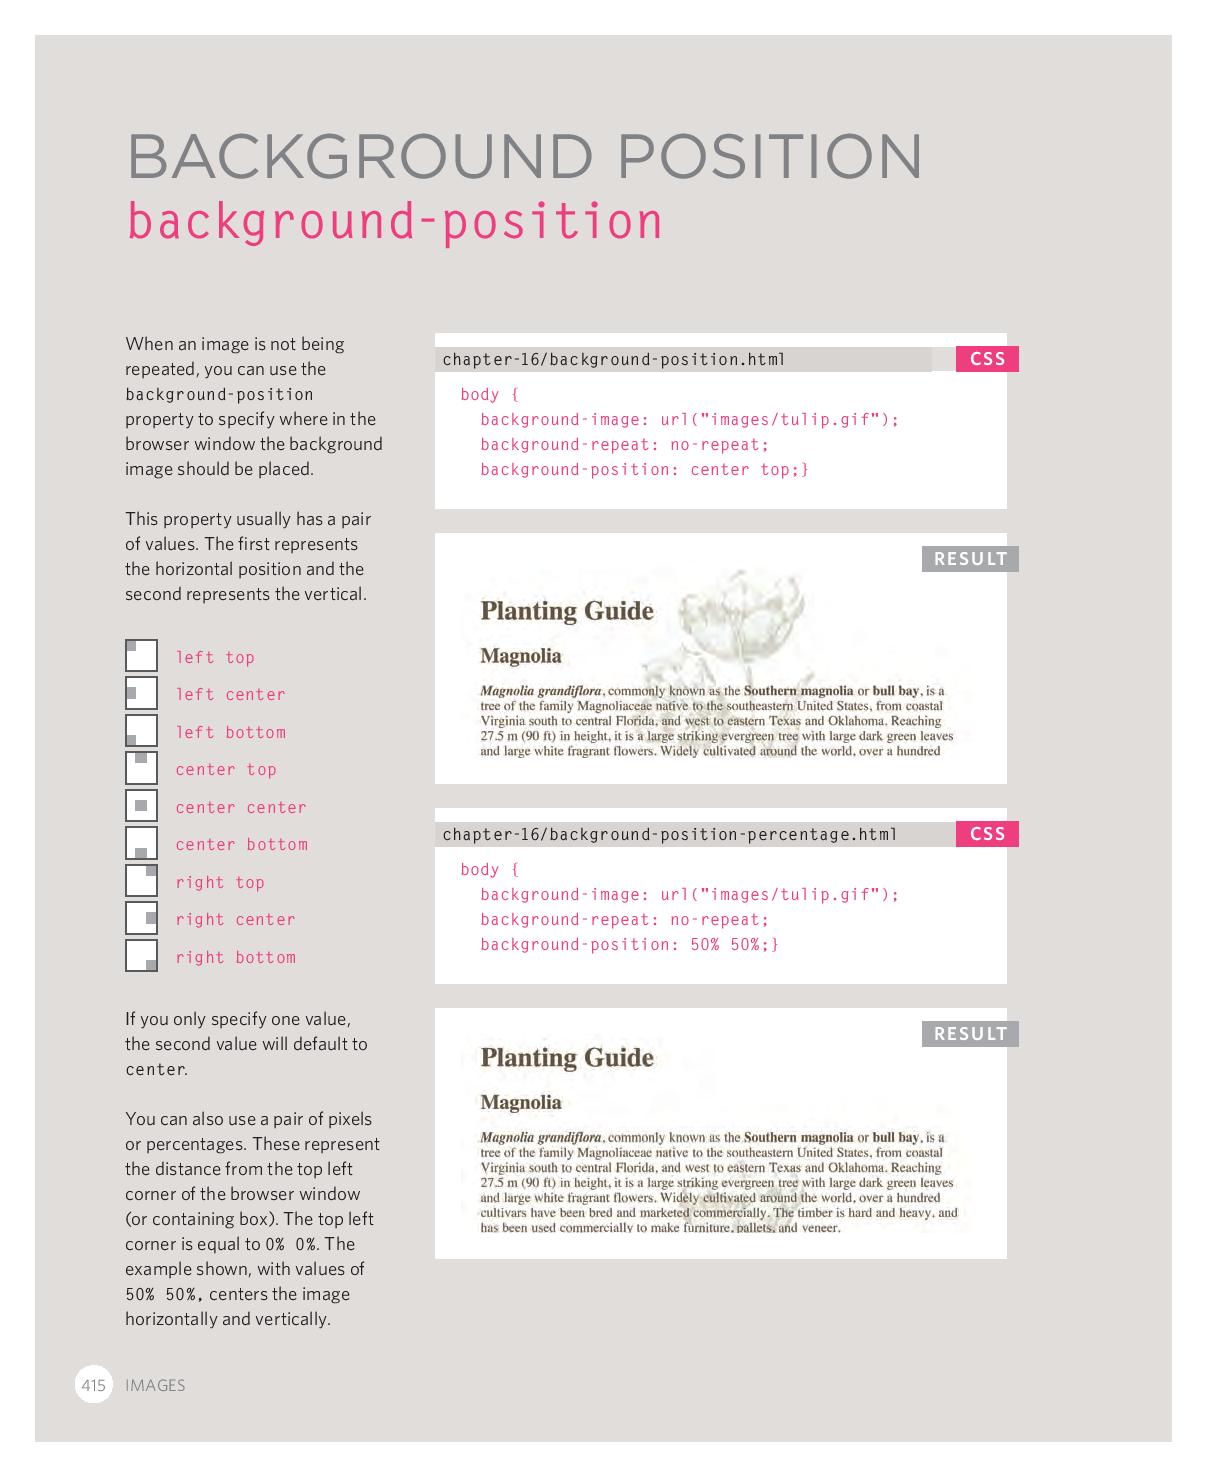 BACKGROUND POSITION
background-position
When an image is not being
repeated, you can use the
background-position
property to specify where in the
browser window the background
image should be placed.
This property usually has a pair
of values. The first represents
the horizontal position and the
second represents the vertical.
left top
left center
left bottom
center top
center center
center bottom
right top
right center
right bottom
If you only specify one value,
the second value will default to
center.
You can also use a pair of pixels
or percentages. These represent
the distance from the top left
corner of the browser window
(or containing box). The top left
corner is equal to 0% 0%. The
example shown, with values of
50% 50%, centers the image
horizontally and vertically.
chapter-16/background-position.html
CSS
body {
background-image: url("images/tulip.gif");
background-repeat: no-repeat;
background-position: center top;}
RESULT
Planting Guide
Magnolia
Magnolia grandiflora, commonly known as the Southern magnolia or bull bay, is a
tree of the family Magnoliaceae native to the southeastern United States, from coastal
Virginia south to central Florida, and west to eastern Texas and Oklahoma. Reaching
27.5 m (90 ft) in height, it is a large striking evergreen tree with large dark green leaves
and large white fragrant flowers. Widely cultivated around the world, over a hundred
chapter-16/background-position-percentage.html
CSS
body {
background-image: url("images/tulip.gif");
background-repeat: no-repeat;
background-position: 50% 50%;}
RESULT
Planting Guide
Magnolia
Magnolia grandiflora, commonly known as the Southern magnolia or bull bay, is a
tree of the family Magnoliaceae native to the southeastern United States, from coastal
Virginia south to central Florida, and west to eastern Texas and Oklahoma. Reaching
27.5 m (90 ft) in height, it is a large striking evergreen tree with large dark green leaves
and large white fragrant flowers. Widely cultivated around the world, over a hundred
cultivars have been bred and marketed commercially. The timber is hard and heavy, and
has been used commercially to make furniture, pallets, and veneer.
415 IMAGES